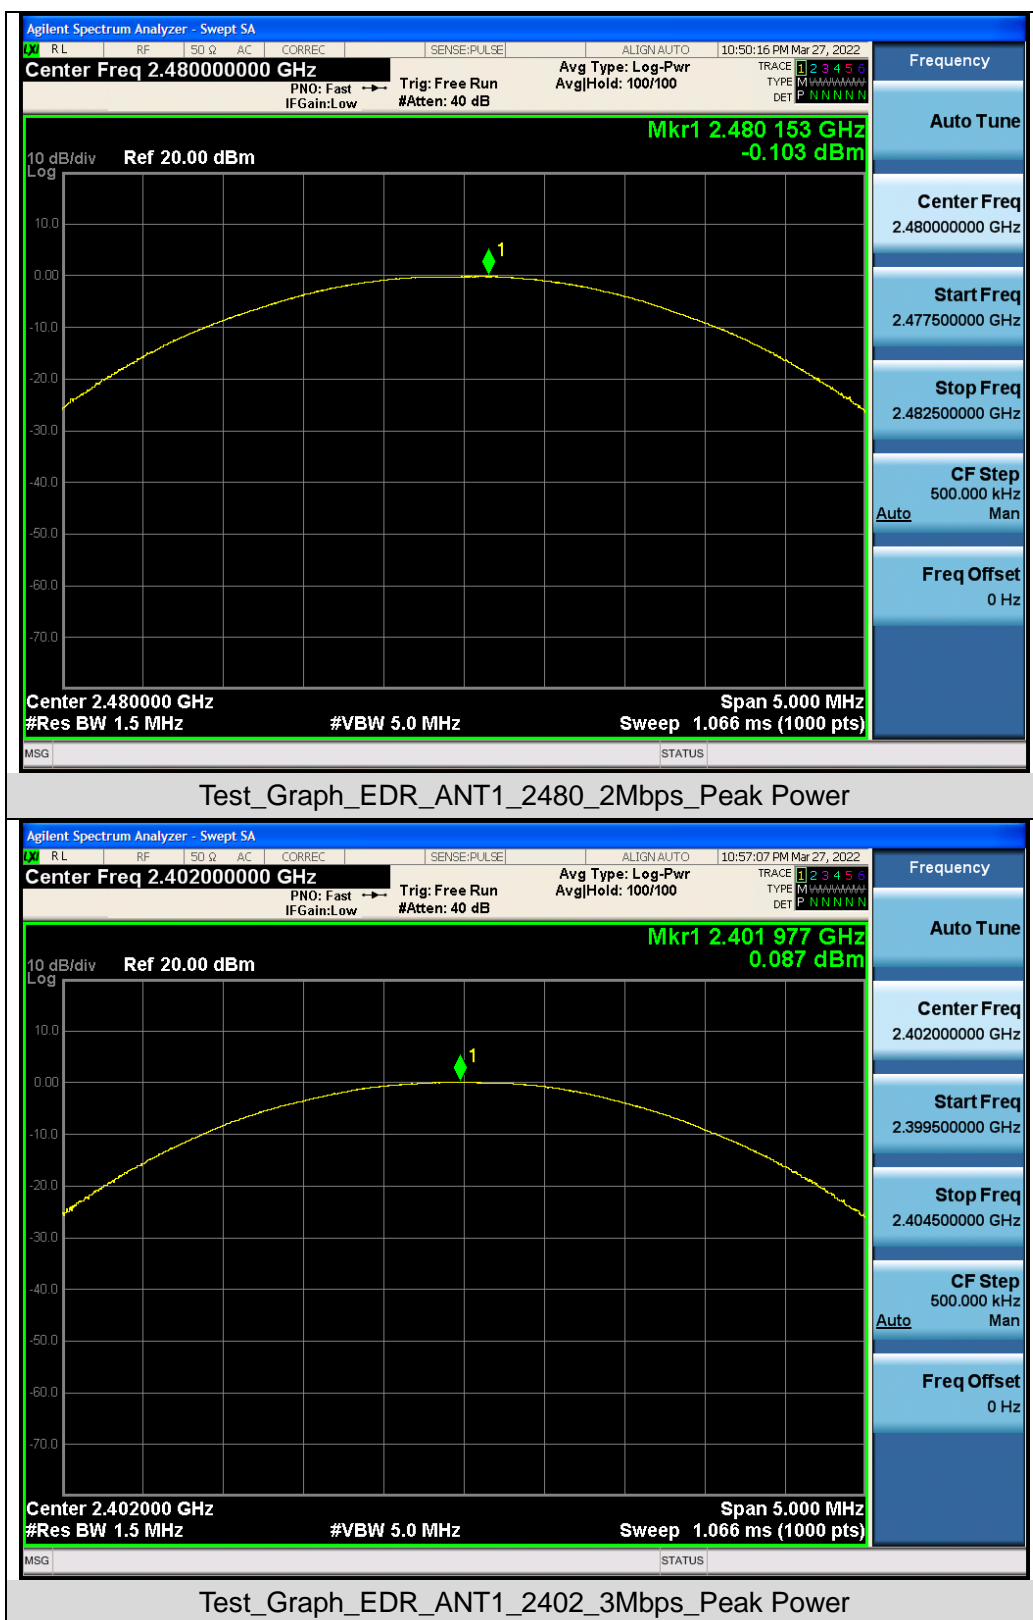 Agilent Spectrum Analyzer - Swept SA
LXI RL RF 50 Ω AC CORREC SENSE:PULSE ALIGN AUTO 10:50:16 PM Mar 27, 2022
Center Freq 2.480000000 GHz
PNO: Fast
IFGain:Low
Trig: Free Run
#Atten: 40 dB
Avg Type: Log-Pwr
Avg|Hold: 100/100
TRACE 1 2 3 4 5 6
TYPE M WWWWW
DET P N N N N N
Frequency
Auto Tune
Mkr1 2.480 153 GHz
-0.103 dBm
10 dB/div Ref 20.00 dBm
Log
Center Freq
2.480000000 GHz
10.0
1
0.00
Start Freq
2.477500000 GHz
-10.0
-20.0
Stop Freq
2.482500000 GHz
-30.0
-40.0
CF Step
500.000 kHz
Auto Man
-50.0
-60.0
Freq Offset
0 Hz
-70.0
Center 2.480000 GHz Span 5.000 MHz
#Res BW 1.5 MHz #VBW 5.0 MHz Sweep 1.066 ms (1000 pts)
MSG STATUS
Test_Graph_EDR_ANT1_2480_2Mbps_Peak Power
Agilent Spectrum Analyzer - Swept SA
LXI RL RF 50 Ω AC CORREC SENSE:PULSE ALIGN AUTO 10:57:07 PM Mar 27, 2022
Center Freq 2.402000000 GHz
PNO: Fast
IFGain:Low
Trig: Free Run
#Atten: 40 dB
Avg Type: Log-Pwr
Avg|Hold: 100/100
TRACE 1 2 3 4 5 6
TYPE M WWWWW
DET P N N N N N
Frequency
Auto Tune
Mkr1 2.401 977 GHz
0.087 dBm
10 dB/div Ref 20.00 dBm
Log
Center Freq
2.402000000 GHz
10.0
1
0.00
Start Freq
2.399500000 GHz
-10.0
-20.0
Stop Freq
2.404500000 GHz
-30.0
-40.0
CF Step
500.000 kHz
Auto Man
-50.0
-60.0
Freq Offset
0 Hz
-70.0
Center 2.402000 GHz Span 5.000 MHz
#Res BW 1.5 MHz #VBW 5.0 MHz Sweep 1.066 ms (1000 pts)
MSG STATUS
Test_Graph_EDR_ANT1_2402_3Mbps_Peak Power